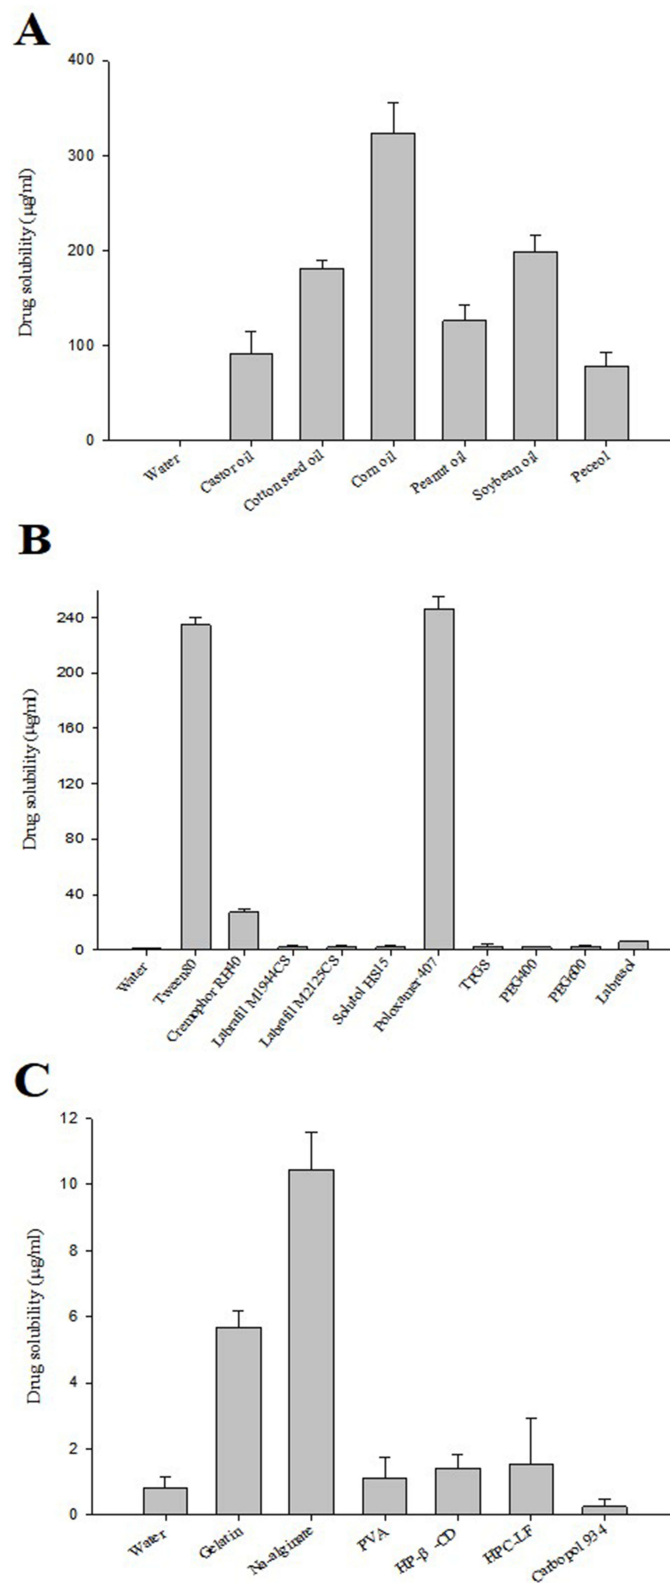 A
400
300
200
100
0
Drug solubility (μg/ml)
Water
Castor oil
Cotton seed oil
Corn oil
Peanut oil
Soybean oil
Peceol
B
240
200
160
120
80
40
0
Drug solubility (μg/ml)
Water
Tween80
Cremophor RH40
Labrafil M1944CS
Labrafil M2125CS
Solutol HS15
Poloxamer 407
TPGS
PEG400
PEG600
Labrasol
C
12
10
8
6
4
2
0
Drug solubility (μg/ml)
Water
Gelatin
Na-alginate
PVA
HP-β -CD
HPC-LF
Carbopol 934